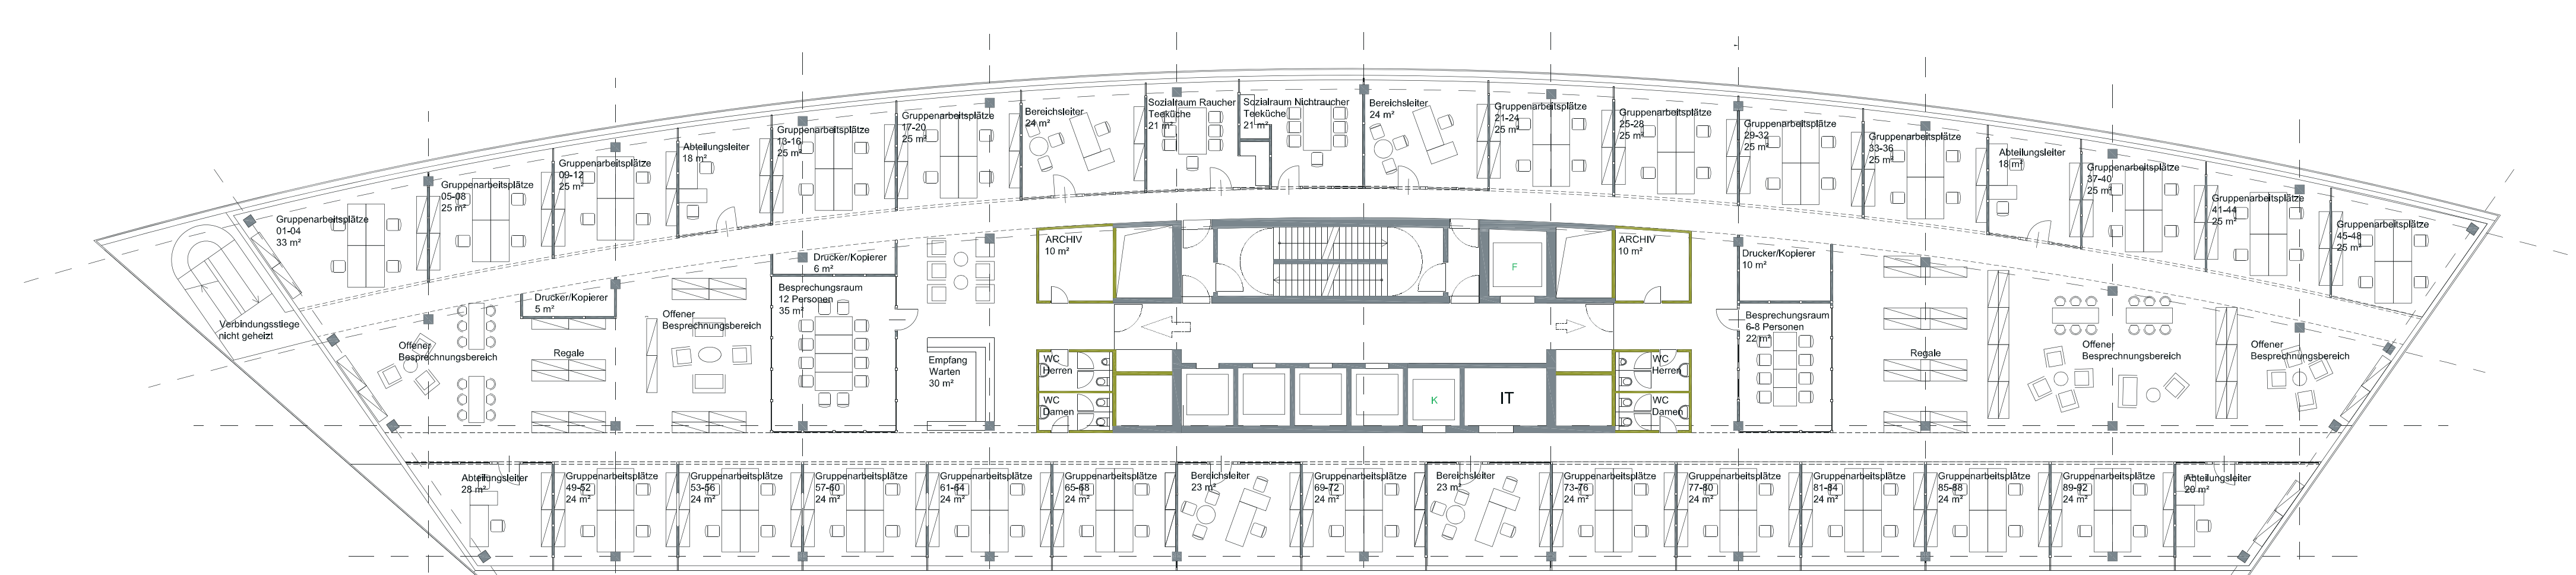 Gruppenarbeitsplätze
01-04
33 m²
Gruppenarbeitsplätze
05-08
25 m²
Gruppenarbeitsplätze
09-12
25 m²
Abteilungsleiter
18 m²
Gruppenarbeitsplätze
13-16
25 m²
Gruppenarbeitsplätze
17-20
25 m²
Bereichsleiter
24 m²
Sozialraum Raucher
Teeküche
21 m²
Sozialraum Nichtraucher
Teeküche
21 m²
Bereichsleiter
24 m²
Gruppenarbeitsplätze
21-24
25 m²
Gruppenarbeitsplätze
25-28
25 m²
Gruppenarbeitsplätze
29-32
25 m²
Gruppenarbeitsplätze
33-36
25 m²
Abteilungsleiter
18 m²
Gruppenarbeitsplätze
37-40
25 m²
Gruppenarbeitsplätze
41-44
25 m²
Gruppenarbeitsplätze
45-48
25 m²
Verbindungsstiege
nicht geheizt
Offener
Besprechnungsbereich
Drucker/Kopierer
5 m²
Regale
Offener
Besprechnungsbereich
Drucker/Kopierer
6 m²
Besprechungsraum
12 Personen
35 m²
Empfang
Warten
30 m²
ARCHIV
10 m²
WC
Herren
WC
Damen
F
K
IT
ARCHIV
10 m²
WC
Herren
WC
Damen
Drucker/Kopierer
10 m²
Besprechungsraum
6-8 Personen
22 m²
Regale
Offener
Besprechnungsbereich
Offener
Besprechnungsbereich
Abteilungsleiter
28 m²
Gruppenarbeitsplätze
49-52
24 m²
Gruppenarbeitsplätze
53-56
24 m²
Gruppenarbeitsplätze
57-60
24 m²
Gruppenarbeitsplätze
61-64
24 m²
Gruppenarbeitsplätze
65-68
24 m²
Bereichsleiter
23 m²
Gruppenarbeitsplätze
69-72
24 m²
Bereichsleiter
23 m²
Gruppenarbeitsplätze
73-76
24 m²
Gruppenarbeitsplätze
77-80
24 m²
Gruppenarbeitsplätze
81-84
24 m²
Gruppenarbeitsplätze
85-88
24 m²
Gruppenarbeitsplätze
89-92
24 m²
Abteilungsleiter
20 m²